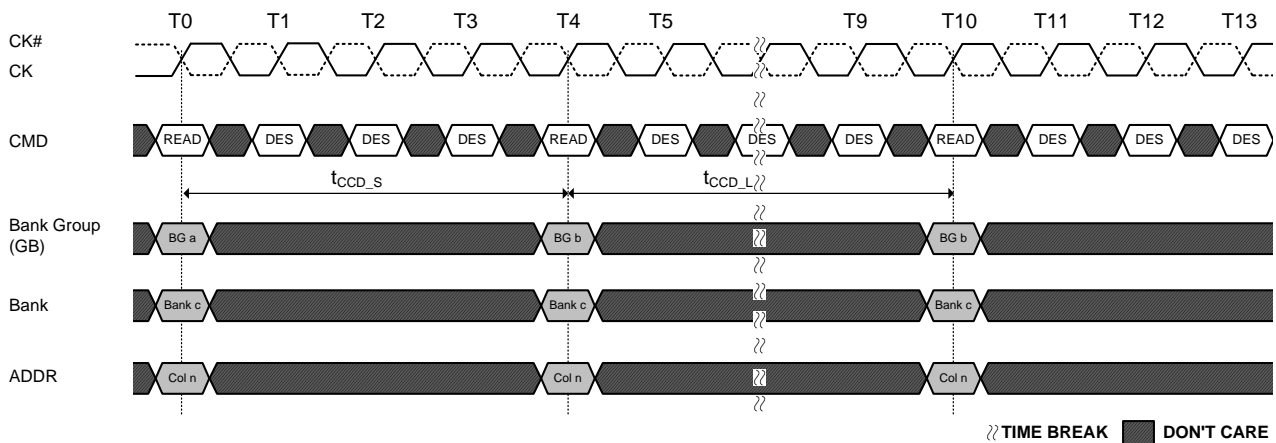 T0 T1 T2 T3 T4 T5 T9 T10 T11 T12 T13
CK#
CK
CMD READ DES DES DES READ DES DES DES READ DES DES DES
tCCD_S tCCD_L
Bank Group
(GB)
BG a BG b BG b
Bank Bank c Bank c Bank c
ADDR Col n Col n Col n
TIME BREAK DON'T CARE